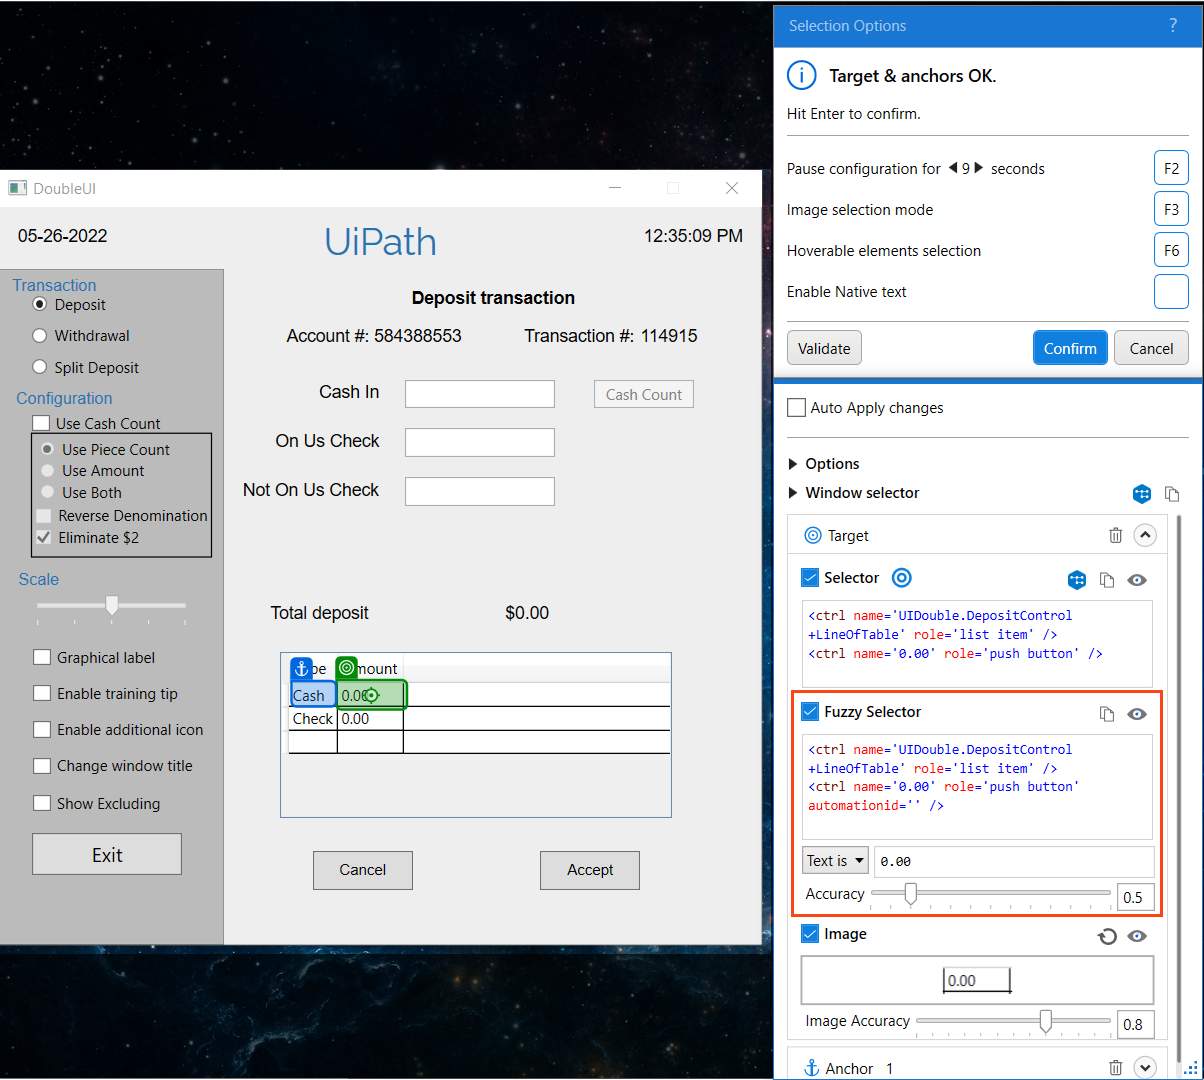 Selection Options ?
Target & anchors OK.
Hit Enter to confirm.
Pause configuration for 9 seconds F2
Image selection mode F3
Hoverable elements selection F6
Enable Native text
Validate Confirm Cancel
Auto Apply changes
Options
Window selector
Target
Selector
<ctrl name='UIDouble.DepositControl
+LineOfTable' role='list item' />
<ctrl name='0.00' role='push button' />
Fuzzy Selector
<ctrl name='UIDouble.DepositControl
+LineOfTable' role='list item' />
<ctrl name='0.00' role='push button'
automationid='' />
Text is 0.00
Accuracy 0.5
Image
0.00
Image Accuracy 0.8
Anchor 1
DoubleUI
05-26-2022 UiPath 12:35:09 PM
Transaction
Deposit
Withdrawal
Split Deposit
Configuration
Use Cash Count
Use Piece Count
Use Amount
Use Both
Reverse Denomination
Eliminate $2
Scale
Graphical label
Enable training tip
Enable additional icon
Change window title
Show Excluding
Exit
Deposit transaction
Account #: 584388553 Transaction #: 114915
Cash In Cash Count
On Us Check
Not On Us Check
Total deposit $0.00
pe mount
Cash 0.00
Check 0.00
Cancel Accept